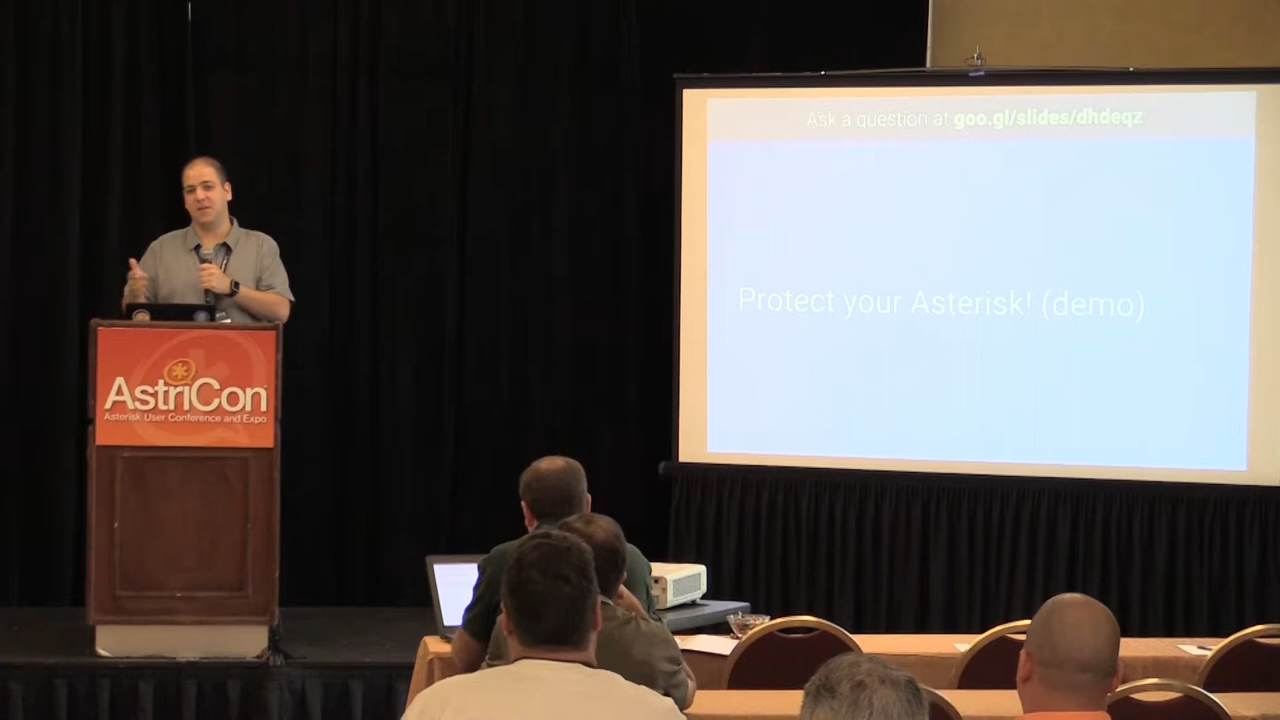 Ask a question at goo.gl/slides/dhdeqz
Protect your Asterisk! (demo)
AstriCon
Asterisk User Conference and Expo